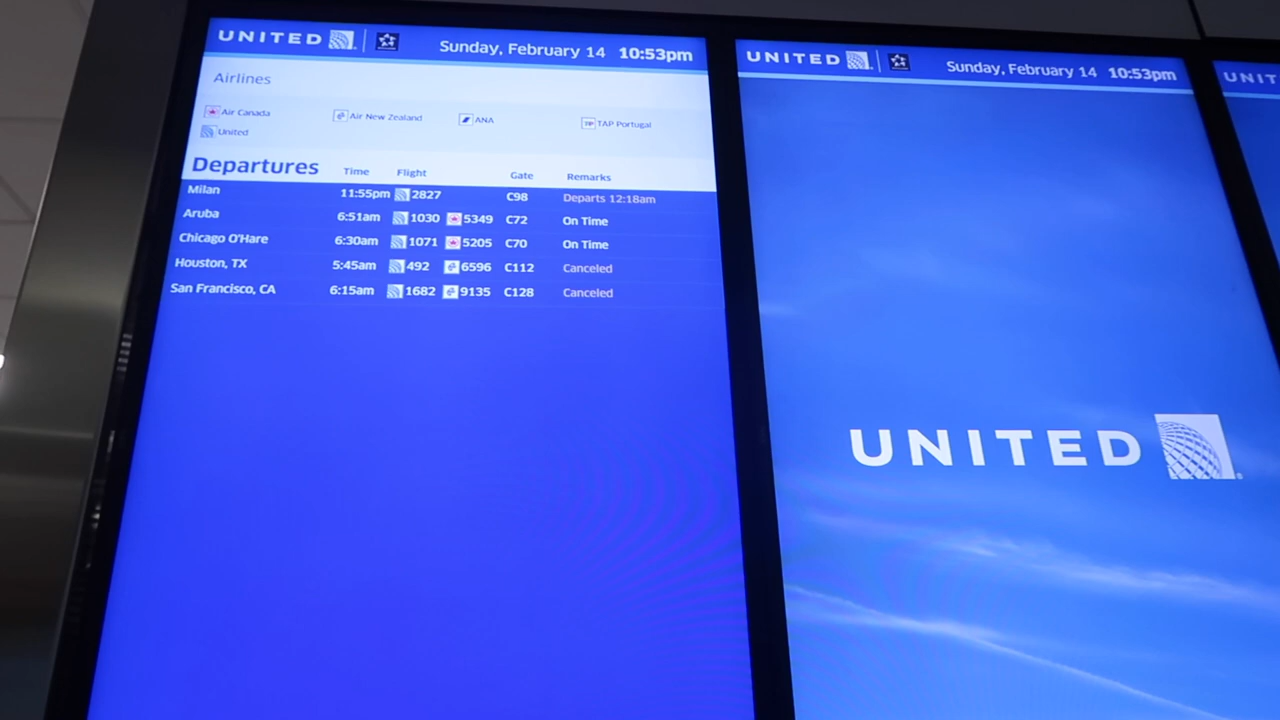 UNITED Sunday, February 14 10:53pm
Airlines
Air Canada Air New Zealand ANA TAP Portugal
United
Departures Time Flight Gate Remarks
Milan 11:55pm 2827 C98 Departs 12:18am
Aruba 6:51am 1030 5349 C72 On Time
Chicago O'Hare 6:30am 1071 5205 C70 On Time
Houston, TX 5:45am 492 6596 C112 Canceled
San Francisco, CA 6:15am 1682 9135 C128 Canceled
UNITED Sunday, February 14 10:53pm
UNITED
UNIT